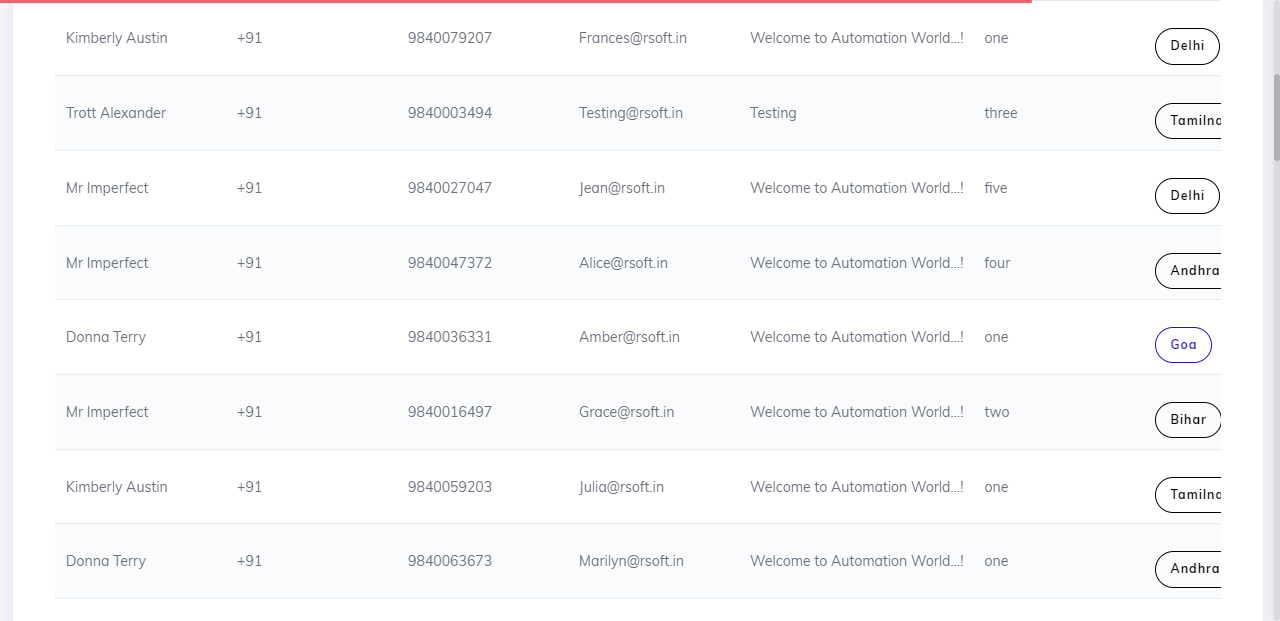 Kimberly Austin +91 9840079207 Frances@rsoft.in Welcome to Automation World...! one Delhi
Trott Alexander +91 9840003494 Testing@rsoft.in Testing three Tamilna
Mr Imperfect +91 9840027047 Jean@rsoft.in Welcome to Automation World...! five Delhi
Mr Imperfect +91 9840047372 Alice@rsoft.in Welcome to Automation World...! four Andhra
Donna Terry +91 9840036331 Amber@rsoft.in Welcome to Automation World...! one Goa
Mr Imperfect +91 9840016497 Grace@rsoft.in Welcome to Automation World...! two Bihar
Kimberly Austin +91 9840059203 Julia@rsoft.in Welcome to Automation World...! one Tamilna
Donna Terry +91 9840063673 Marilyn@rsoft.in Welcome to Automation World...! one Andhra